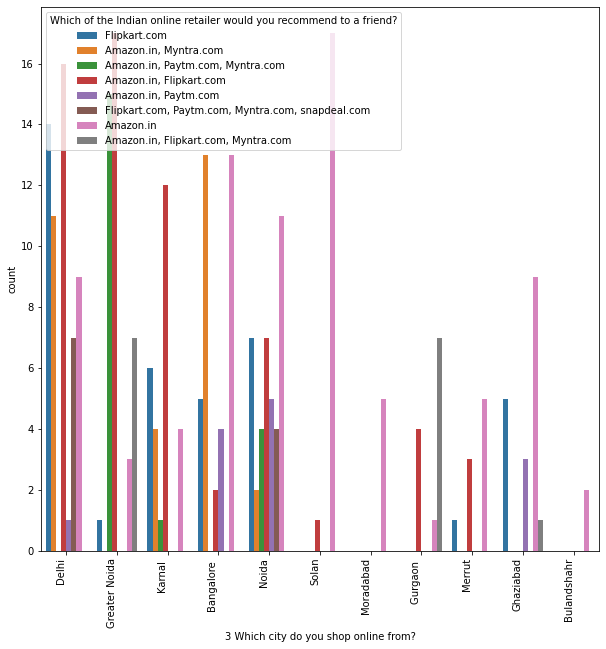 Which of the Indian online retailer would you recommend to a friend?
Flipkart.com
Amazon.in, Myntra.com
Amazon.in, Paytm.com, Myntra.com
Amazon.in, Flipkart.com
Amazon.in, Paytm.com
Flipkart.com, Paytm.com, Myntra.com, snapdeal.com
Amazon.in
Amazon.in, Flipkart.com, Myntra.com
16
14
12
10
8
6
4
2
0
count
Delhi
Greater Noida
Karnal
Bangalore
Noida
Solan
Moradabad
Gurgaon
Merrut
Ghaziabad
Bulandshahr
3 Which city do you shop online from?